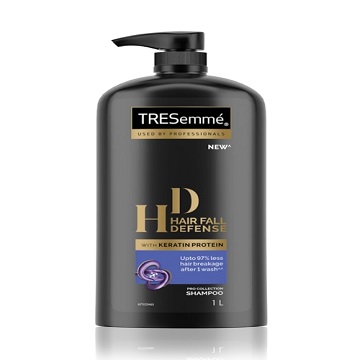 TRESemmé®
USED BY PROFESSIONALS
NEW^
HD
HAIR FALL
DEFENSE
WITH KERATIN PROTEIN
Upto 97% less
hair breakage
after 1 wash**
PRO COLLECTION
SHAMPOO
1 L